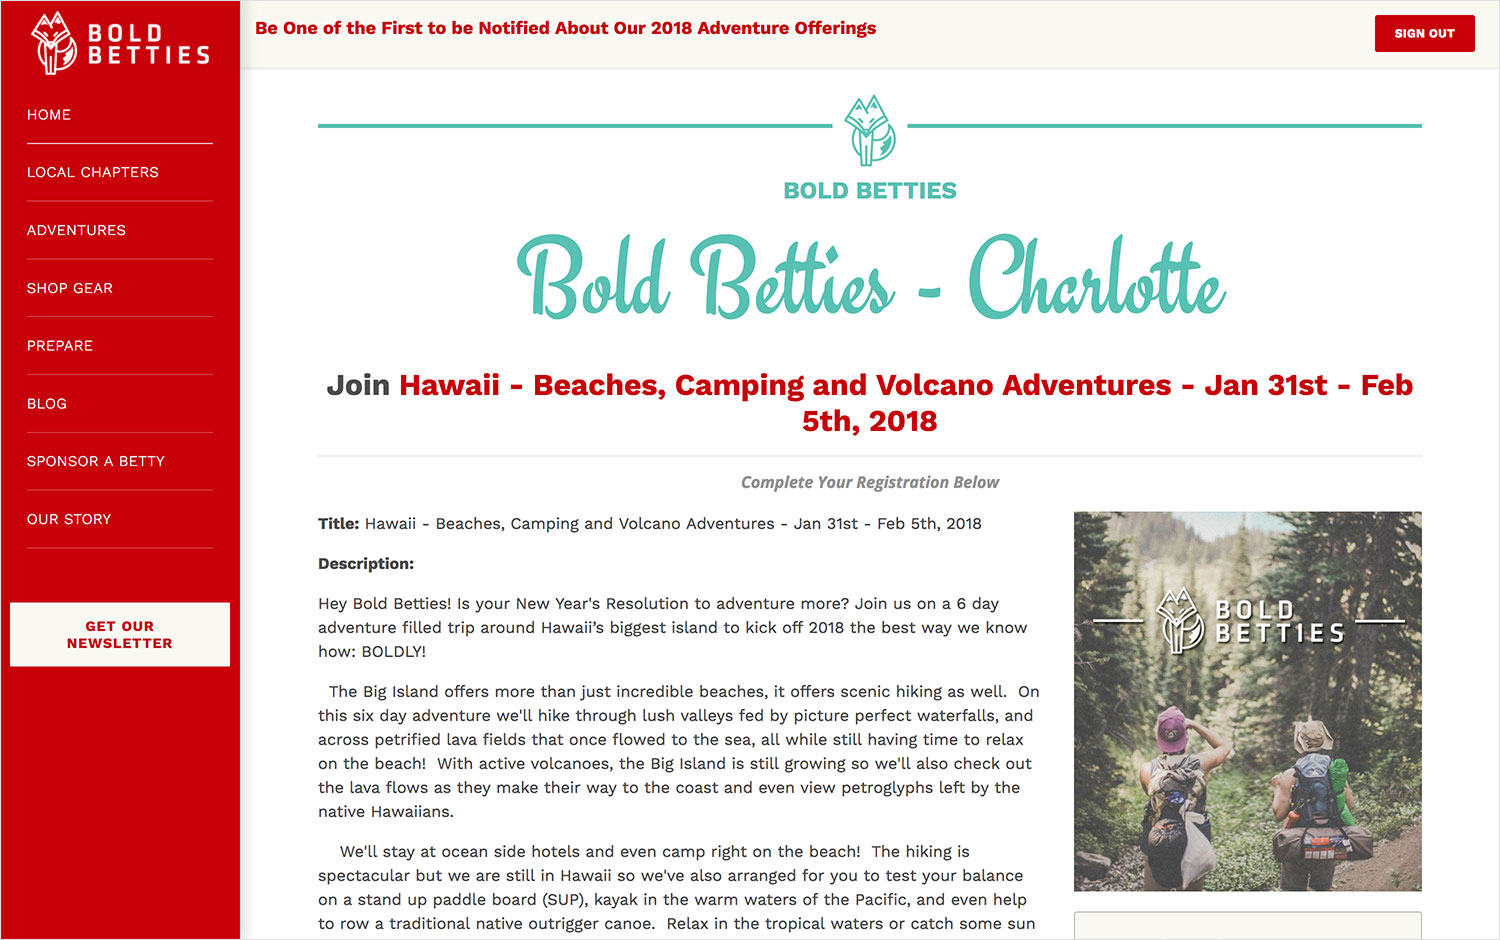 BOLD
BETTIES
HOME
LOCAL CHAPTERS
ADVENTURES
SHOP GEAR
PREPARE
BLOG
SPONSOR A BETTY
OUR STORY
GET OUR
NEWSLETTER
Be One of the First to be Notified About Our 2018 Adventure Offerings
SIGN OUT
BOLD BETTIES
Bold Betties - Charlotte
Join Hawaii - Beaches, Camping and Volcano Adventures - Jan 31st - Feb
5th, 2018
Complete Your Registration Below
Title: Hawaii - Beaches, Camping and Volcano Adventures - Jan 31st - Feb 5th, 2018
Description:
Hey Bold Betties! Is your New Year's Resolution to adventure more? Join us on a 6 day
adventure filled trip around Hawaii’s biggest island to kick off 2018 the best way we know
how: BOLDLY!
The Big Island offers more than just incredible beaches, it offers scenic hiking as well. On
this six day adventure we'll hike through lush valleys fed by picture perfect waterfalls, and
across petrified lava fields that once flowed to the sea, all while still having time to relax
on the beach! With active volcanoes, the Big Island is still growing so we'll also check out
the lava flows as they make their way to the coast and even view petroglyphs left by the
native Hawaiians.
We'll stay at ocean side hotels and even camp right on the beach! The hiking is
spectacular but we are still in Hawaii so we've also arranged for you to test your balance
on a stand up paddle board (SUP), kayak in the warm waters of the Pacific, and even help
to row a traditional native outrigger canoe. Relax in the tropical waters or catch some sun
BOLD
BETTIES